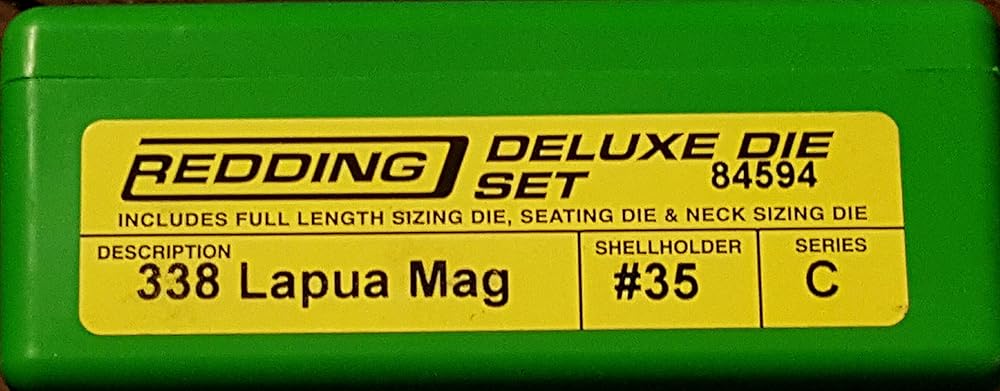 REDDING DELUXE DIE
SET 84594
INCLUDES FULL LENGTH SIZING DIE, SEATING DIE & NECK SIZING DIE
DESCRIPTION SHELLHOLDER SERIES
338 Lapua Mag #35 C